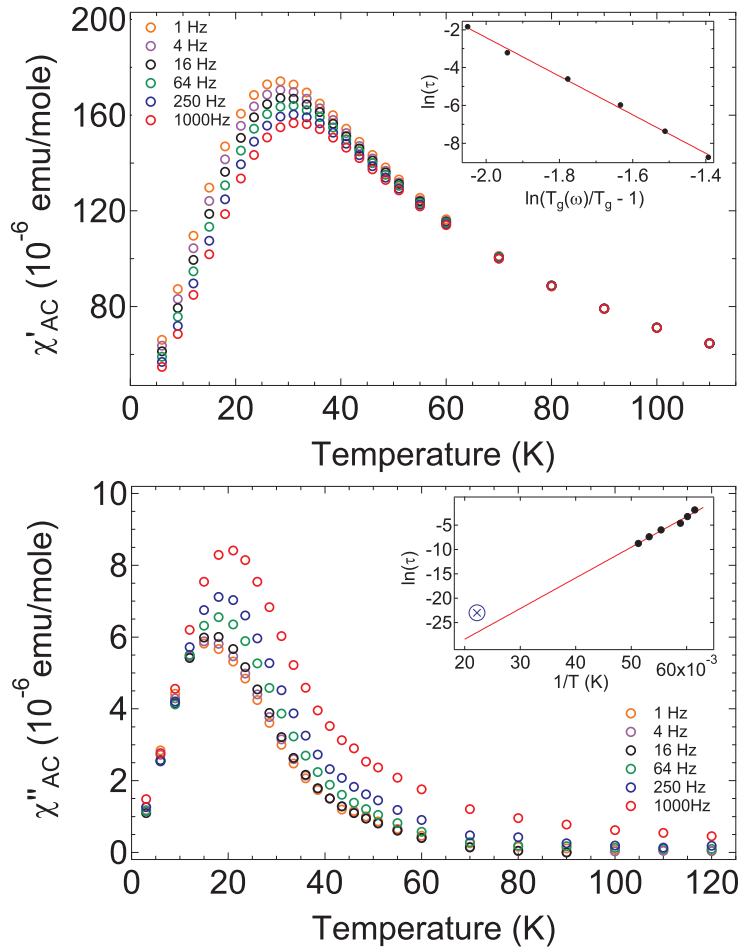 200
160
120
80
χ'AC (10⁻⁶ emu/mole)
1 Hz
4 Hz
16 Hz
64 Hz
250 Hz
1000Hz
-2
-4
-6
-8
ln(τ)
-2.0 -1.8 -1.6 -1.4
ln(Tg(ω)/Tg - 1)
0 20 40 60 80 100
Temperature (K)
10
8
6
4
2
0
χ"AC (10⁻⁶ emu/mole)
-5
-10
-15
-20
-25
ln(τ)
20 30 40 50 60x10⁻³
1/T (K)
1 Hz
4 Hz
16 Hz
64 Hz
250 Hz
1000Hz
0 20 40 60 80 100 120
Temperature (K)